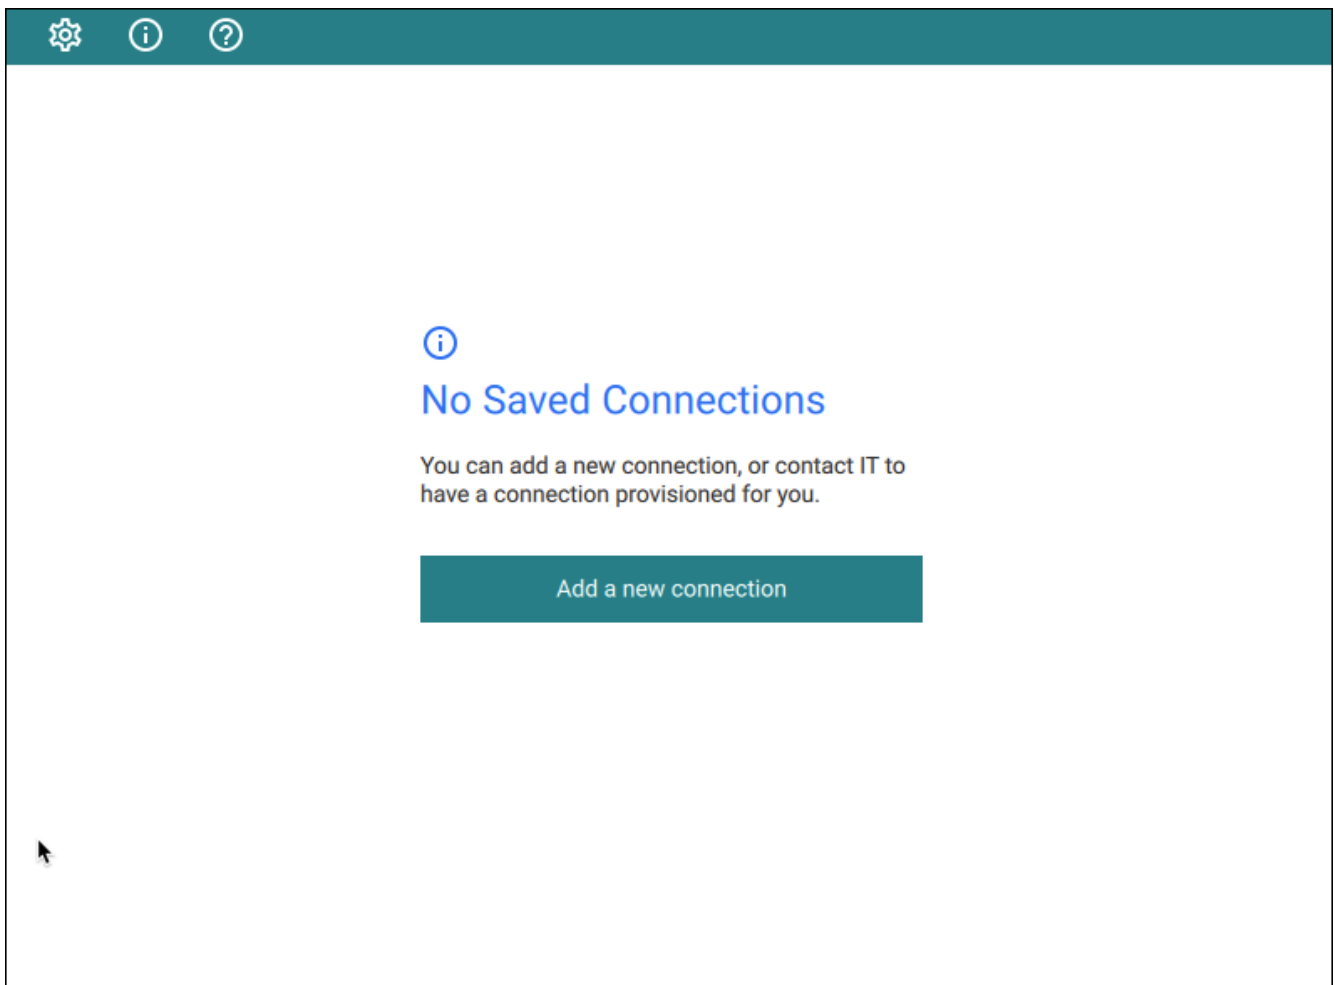 No Saved Connections
You can add a new connection, or contact IT to
have a connection provisioned for you.
Add a new connection